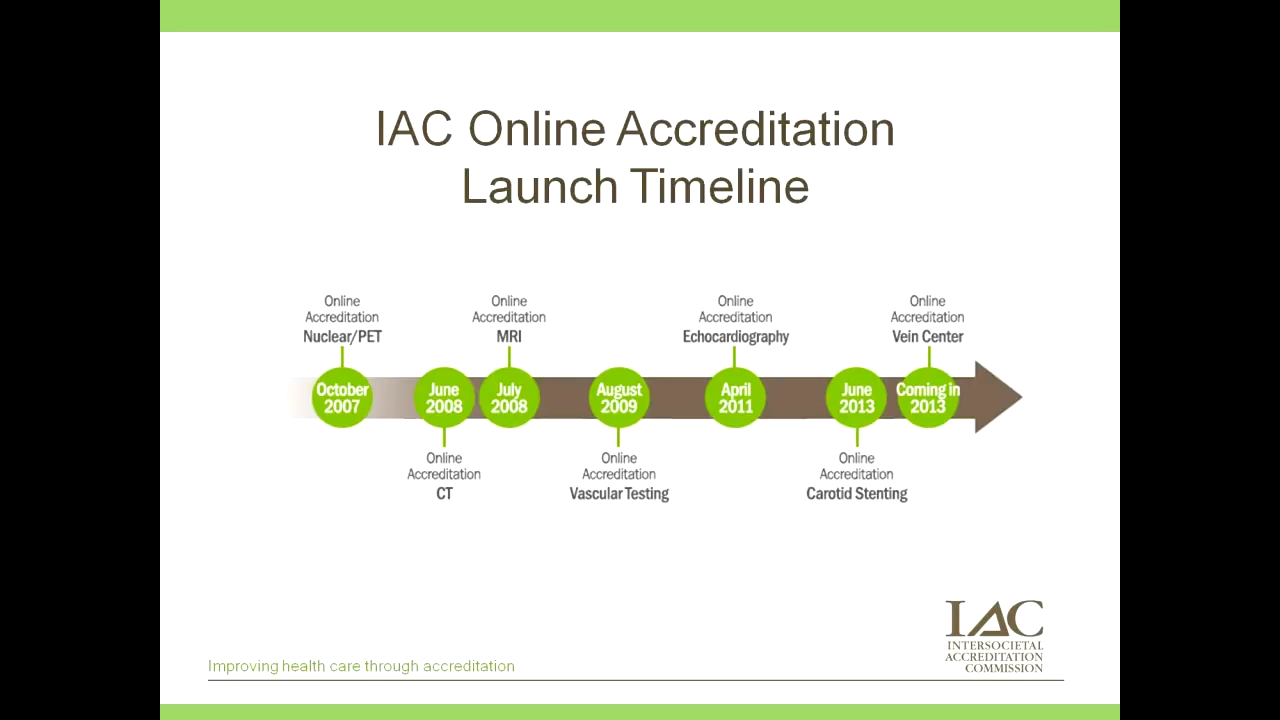 IAC Online Accreditation
Launch Timeline
Online
Accreditation
Nuclear/PET
Online
Accreditation
MRI
Online
Accreditation
Echocardiography
Online
Accreditation
Vein Center
October
2007
June
2008
July
2008
August
2009
April
2011
June
2013
Coming in
2013
Online
Accreditation
CT
Online
Accreditation
Vascular Testing
Online
Accreditation
Carotid Stenting
IAC
INTERSOCIETAL
ACCREDITATION
COMMISSION
Improving health care through accreditation